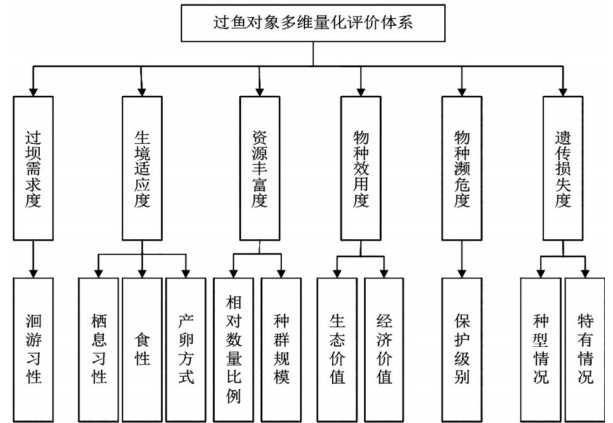 过鱼对象多维量化评价体系
过坝需求度
生境适应度
资源丰富度
物种效用度
物种濒危度
遗传损失度
洄游习性
栖息习性
食性
产卵方式
相对数量比例
种群规模
生态价值
经济价值
保护级别
种型情况
特有情况